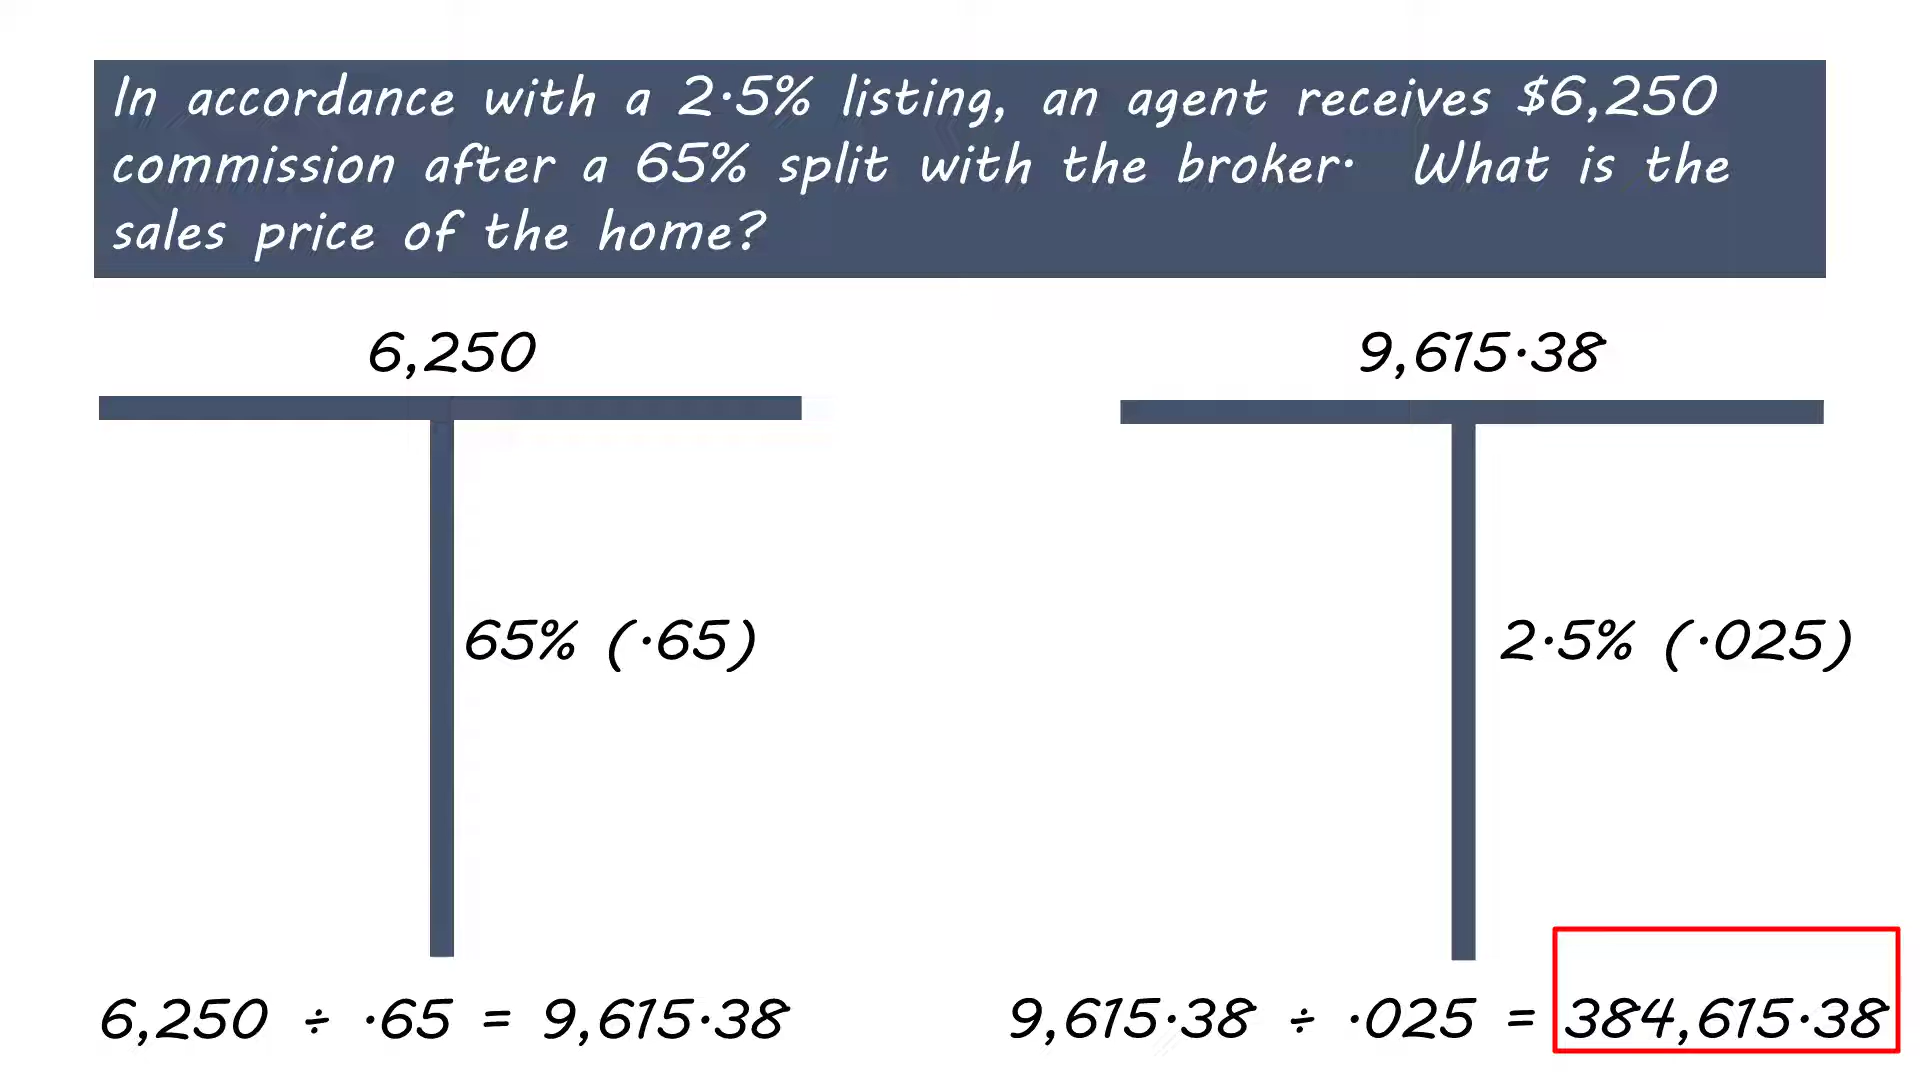 In accordance with a 2.5% listing, an agent receives $6,250
commission after a 65% split with the broker. What is the
sales price of the home?
6,250
9,615.38
65% (.65)
2.5% (.025)
6,250 ÷ .65 = 9,615.38
9,615.38 ÷ .025 = 384,615.38